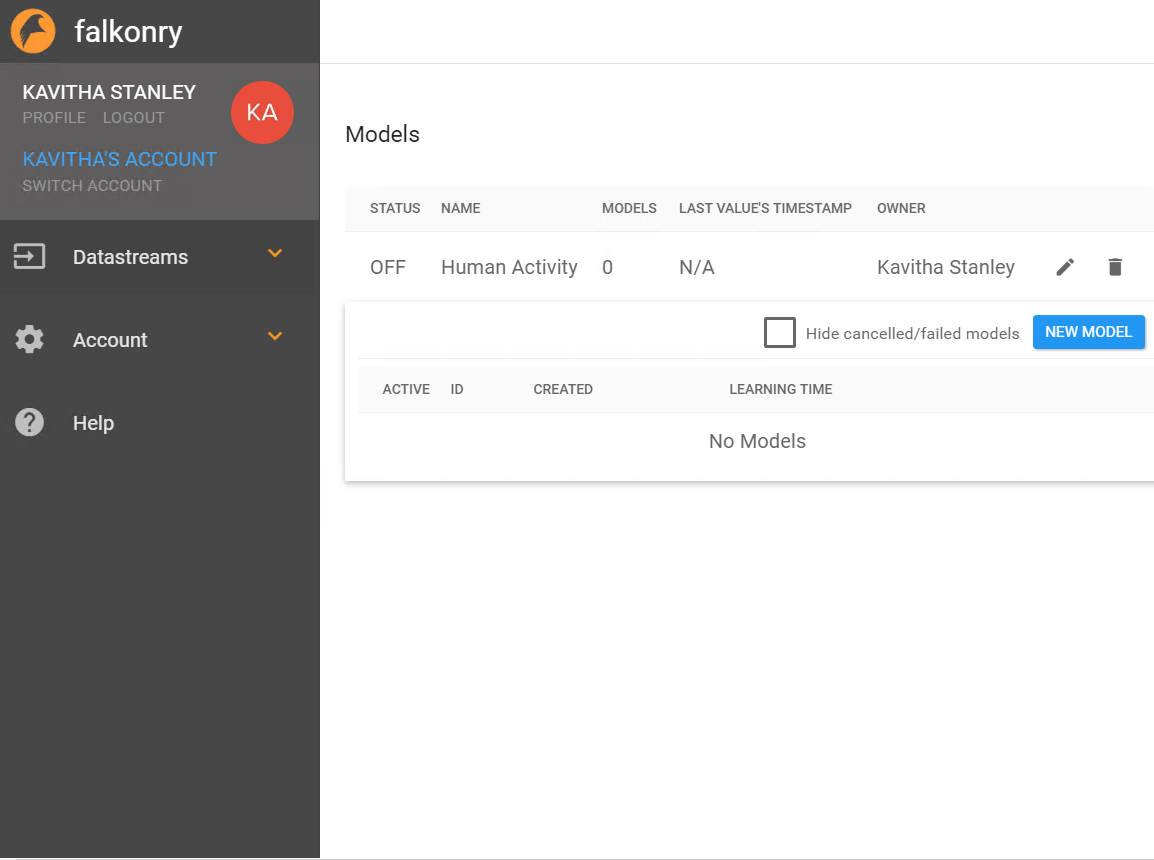 falkonry
KAVITHA STANLEY
PROFILE LOGOUT
KA
KAVITHA'S ACCOUNT
SWITCH ACCOUNT
Datastreams
Account
Help
Models
STATUS NAME MODELS LAST VALUE'S TIMESTAMP OWNER
OFF Human Activity 0 N/A Kavitha Stanley
Hide cancelled/failed models NEW MODEL
ACTIVE ID CREATED LEARNING TIME
No Models